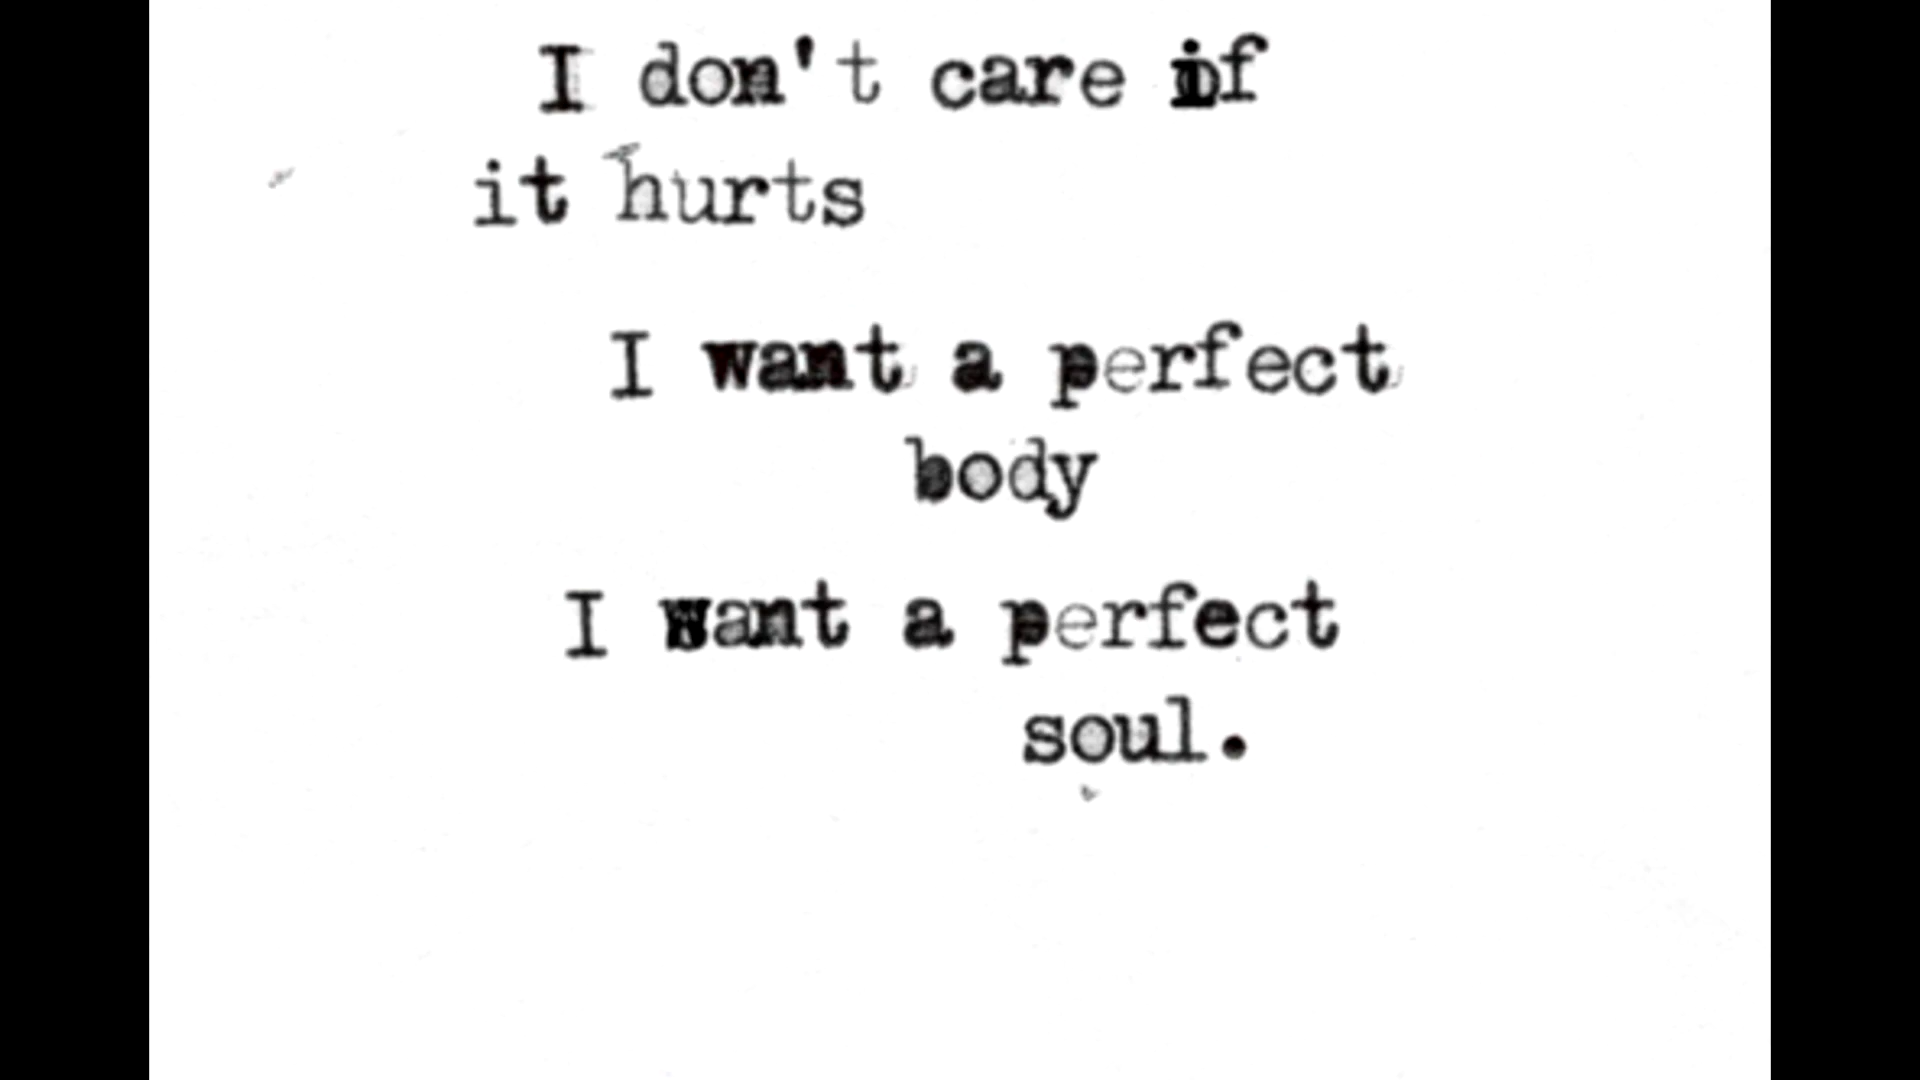 I don't care if
it hurts
I want a perfect
body
I want a perfect
soul.